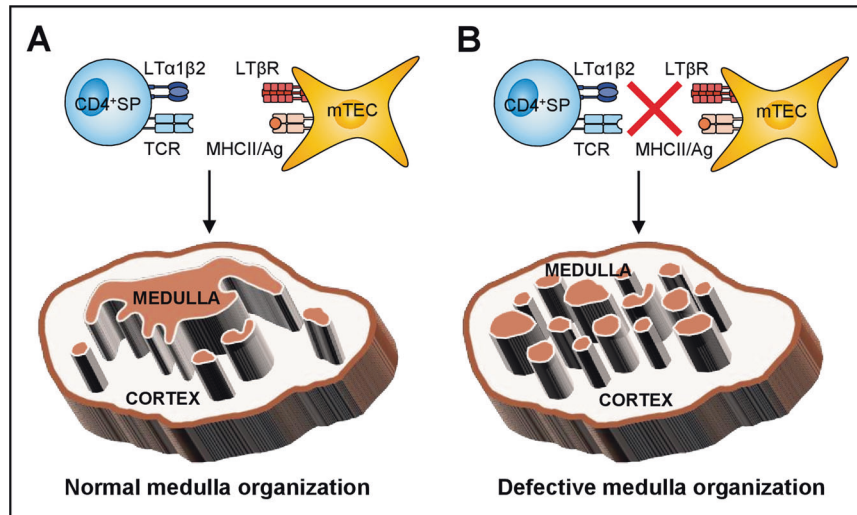 A
LTα1β2
LTβR
CD4⁺SP
mTEC
TCR
MHCII/Ag
MEDULLA
CORTEX
Normal medulla organization
B
LTα1β2
LTβR
CD4⁺SP
mTEC
TCR
MHCII/Ag
MEDULLA
CORTEX
Defective medulla organization